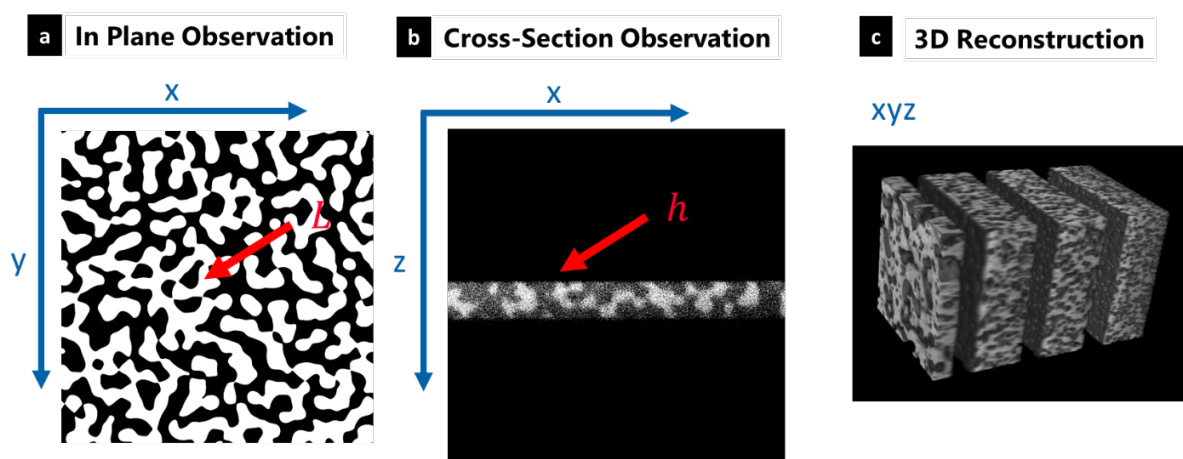 a In Plane Observation
b Cross-Section Observation
c 3D Reconstruction
x
x
xyz
L
h
y
z